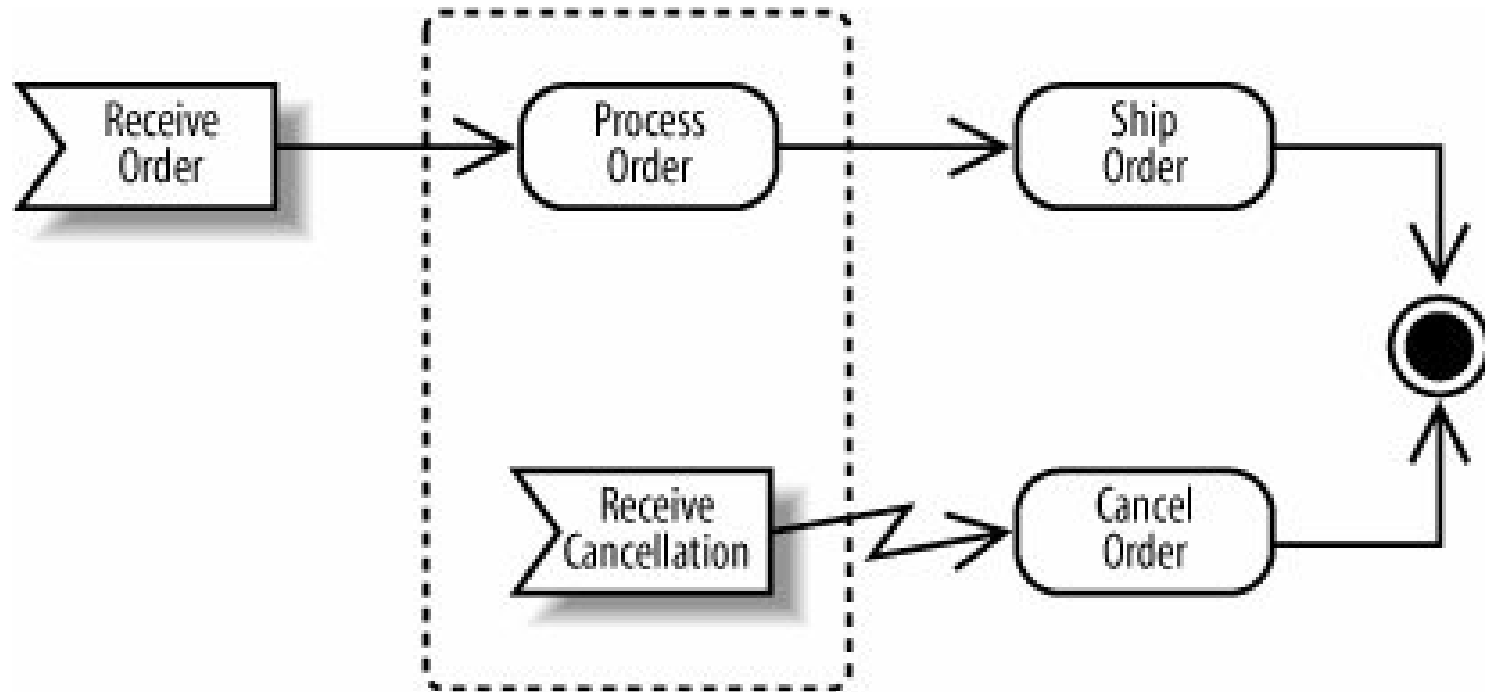 Receive
Order
Process
Order
Ship
Order
Receive
Cancellation
Cancel
Order